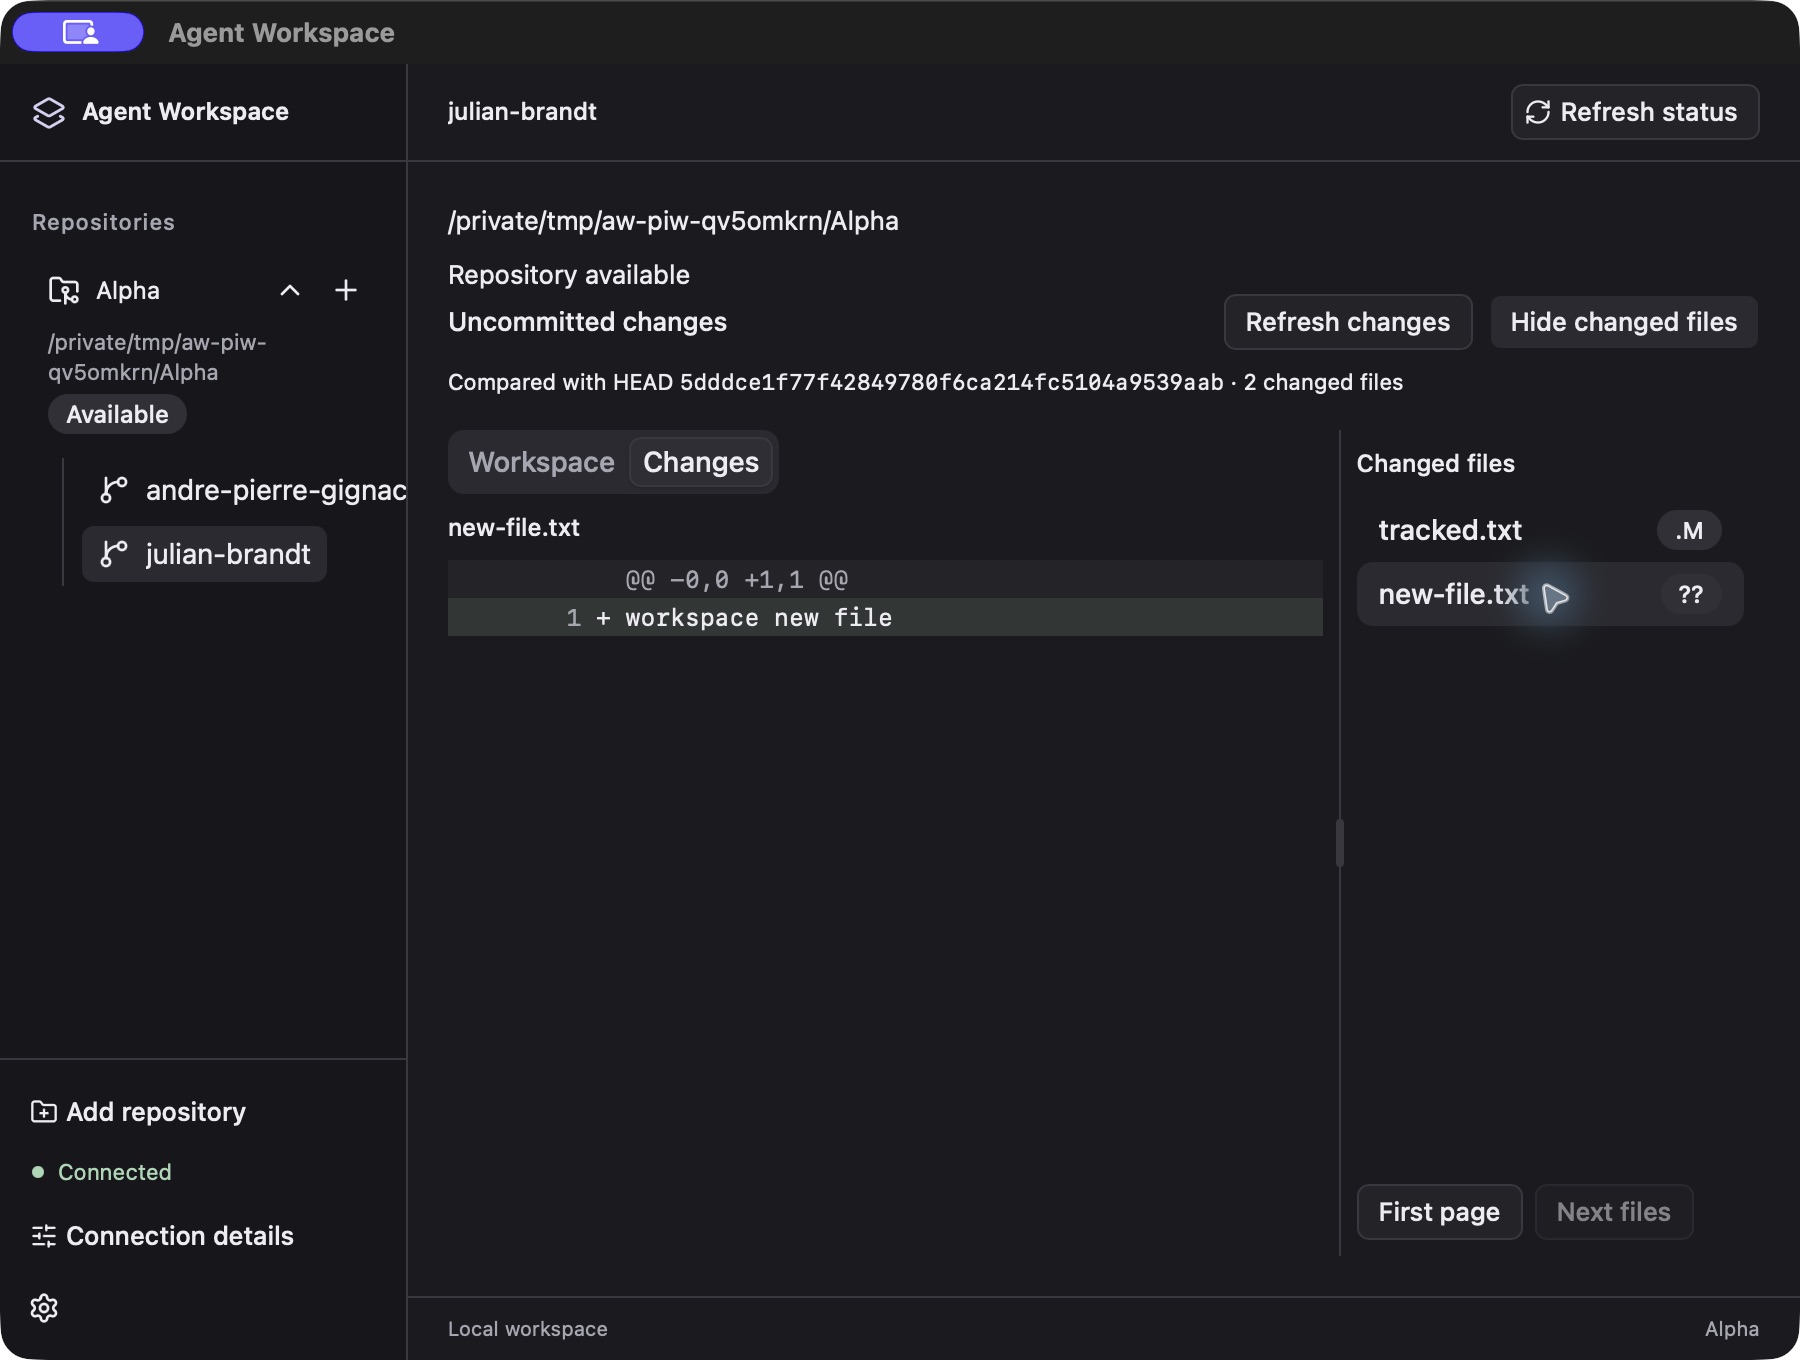 Agent Workspace
Agent Workspace
Repositories
Alpha
/private/tmp/aw-piw-
qv5omkrn/Alpha
Available
andre-pierre-gignac
julian-brandt
Add repository
Connected
Connection details
julian-brandt
Refresh status
/private/tmp/aw-piw-qv5omkrn/Alpha
Repository available
Uncommitted changes
Refresh changes
Hide changed files
Compared with HEAD 5dddce1f77f42849780f6ca214fc5104a9539aab · 2 changed files
Workspace
Changes
new-file.txt
@@ -0,0 +1,1 @@
1 + workspace new file
Changed files
tracked.txt .M
new-file.txt ??
First page
Next files
Local workspace
Alpha